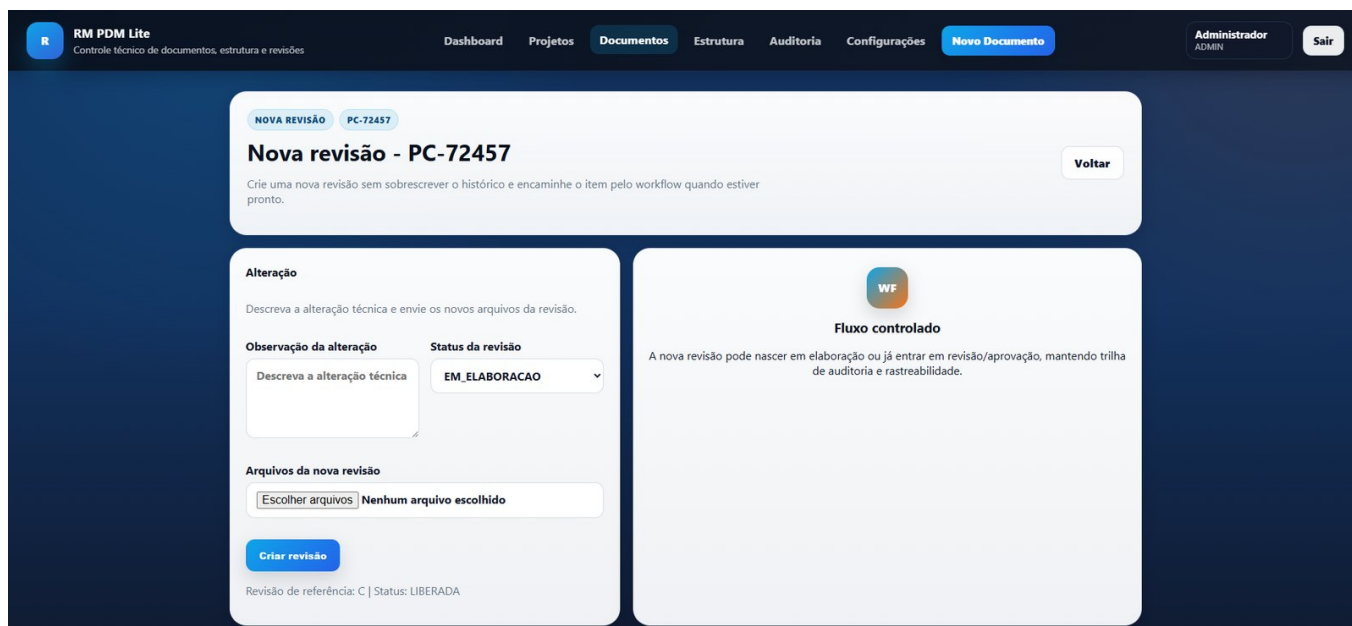 R
RM PDM Lite
Controle técnico de documentos, estrutura e revisões
Dashboard Projetos Documentos Estrutura Auditoria Configurações Novo Documento
Administrador
ADMIN
Sair
NOVA REVISÃO PC-72457
Nova revisão - PC-72457
Crie uma nova revisão sem sobrescrever o histórico e encaminhe o item pelo workflow quando estiver
pronto.
Voltar
Alteração
Descreva a alteração técnica e envie os novos arquivos da revisão.
Observação da alteração Status da revisão
Descreva a alteração técnica EM_ELABORACAO
Arquivos da nova revisão
Escolher arquivos Nenhum arquivo escolhido
Criar revisão
Revisão de referência: C | Status: LIBERADA
WF
Fluxo controlado
A nova revisão pode nascer em elaboração ou já entrar em revisão/aprovação, mantendo trilha
de auditoria e rastreabilidade.